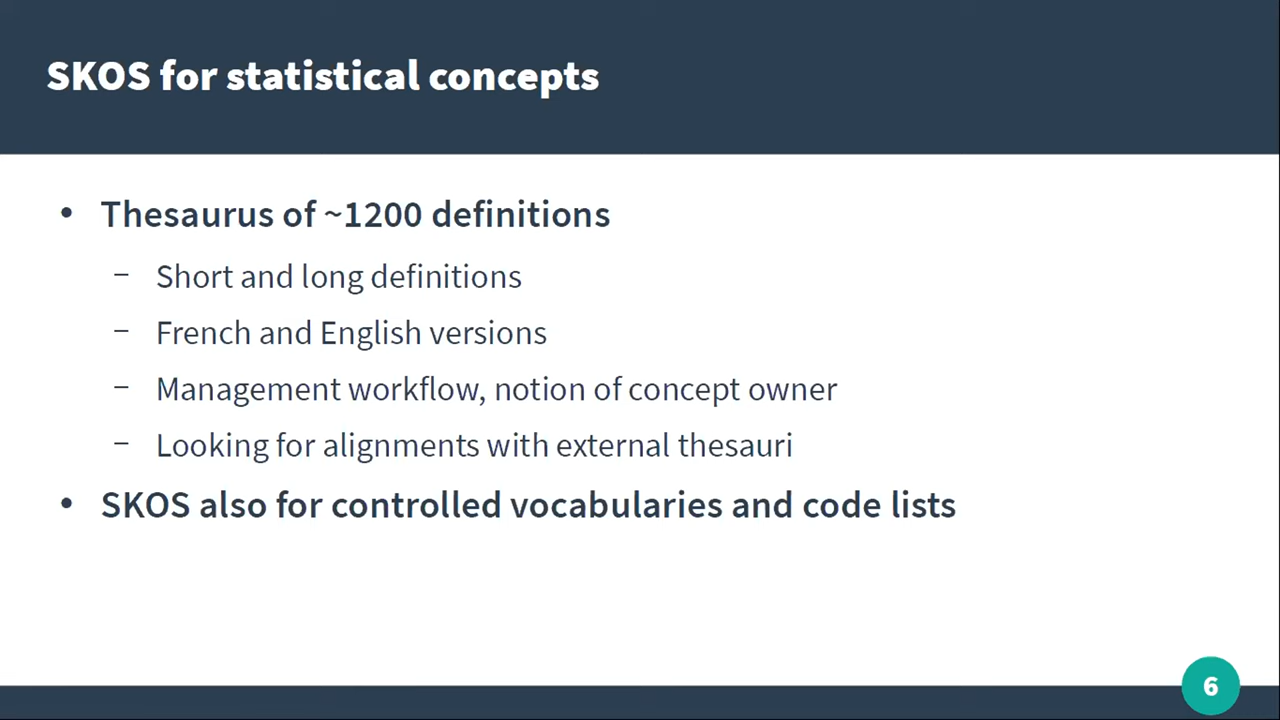 SKOS for statistical concepts
• Thesaurus of ~1200 definitions
– Short and long definitions
– French and English versions
– Management workflow, notion of concept owner
– Looking for alignments with external thesauri
• SKOS also for controlled vocabularies and code lists
6